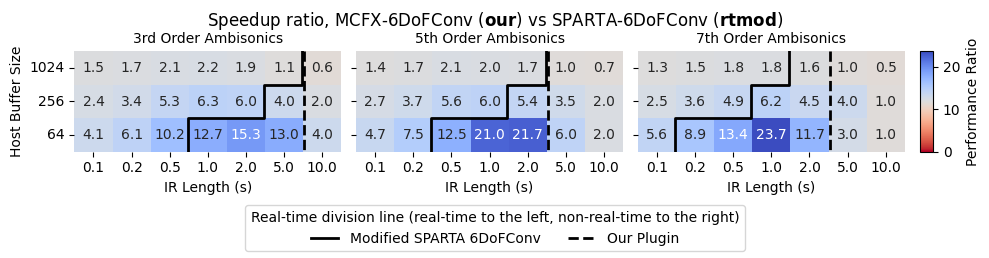 Speedup ratio, MCFX-6DoFConv (our) vs SPARTA-6DoFConv (rtmod)
3rd Order Ambisonics 5th Order Ambisonics 7th Order Ambisonics
Host Buffer Size
1024 1.5 1.7 2.1 2.2 1.9 1.1 0.6 1.4 1.7 2.1 2.0 1.7 1.0 0.7 1.3 1.5 1.8 1.8 1.6 1.0 0.5 20
256 2.4 3.4 5.3 6.3 6.0 4.0 2.0 2.7 3.7 5.6 6.0 5.4 3.5 2.0 2.5 3.6 4.9 6.2 4.5 4.0 1.0 10
64 4.1 6.1 10.2 12.7 15.3 13.0 4.0 4.7 7.5 12.5 21.0 21.7 6.0 2.0 5.6 8.9 13.4 23.7 11.7 3.0 1.0 0
Performance Ratio
0.1 0.2 0.5 1.0 2.0 5.0 10.0 0.1 0.2 0.5 1.0 2.0 5.0 10.0 0.1 0.2 0.5 1.0 2.0 5.0 10.0
IR Length (s) IR Length (s) IR Length (s)
Real-time division line (real-time to the left, non-real-time to the right)
Modified SPARTA 6DoFConv Our Plugin